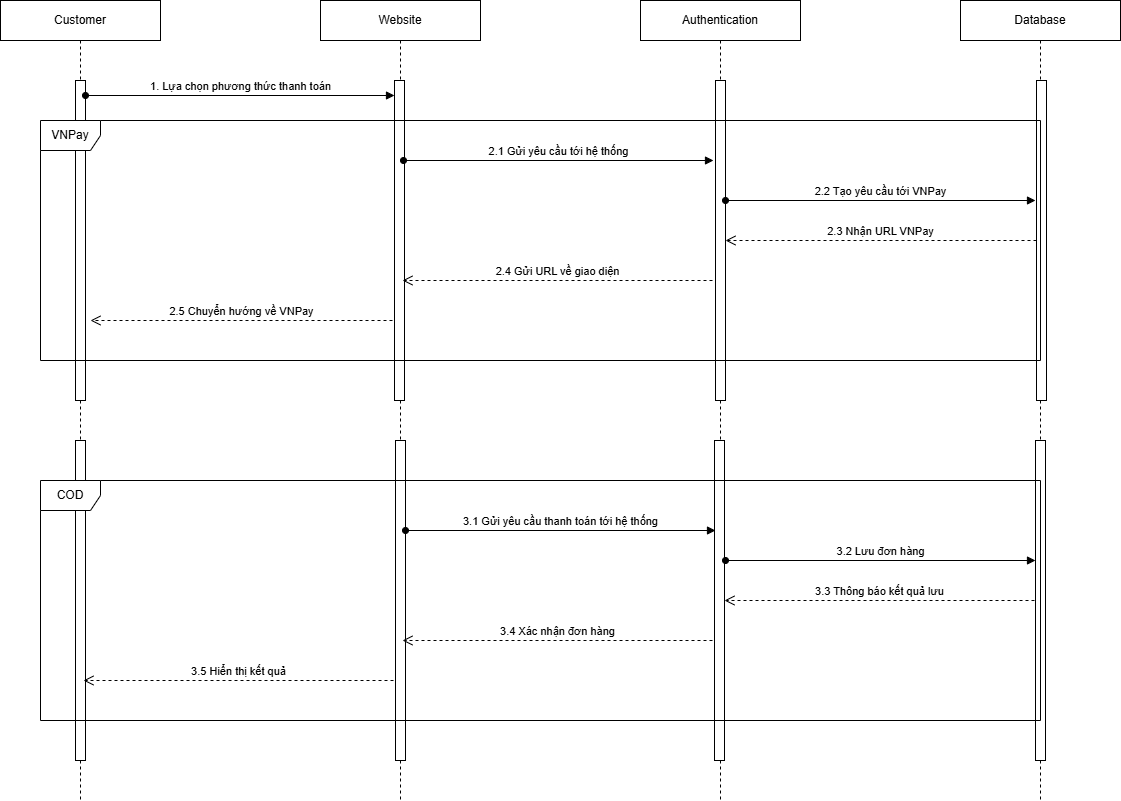 Customer
Website
Authentication
Database
1. Lựa chọn phương thức thanh toán
VNPay
2.1 Gửi yêu cầu tới hệ thống
2.2 Tạo yêu cầu tới VNPay
2.3 Nhận URL VNPay
2.4 Gửi URL về giao diện
2.5 Chuyển hướng về VNPay
COD
3.1 Gửi yêu cầu thanh toán tới hệ thống
3.2 Lưu đơn hàng
3.3 Thông báo kết quả lưu
3.4 Xác nhận đơn hàng
3.5 Hiển thị kết quả